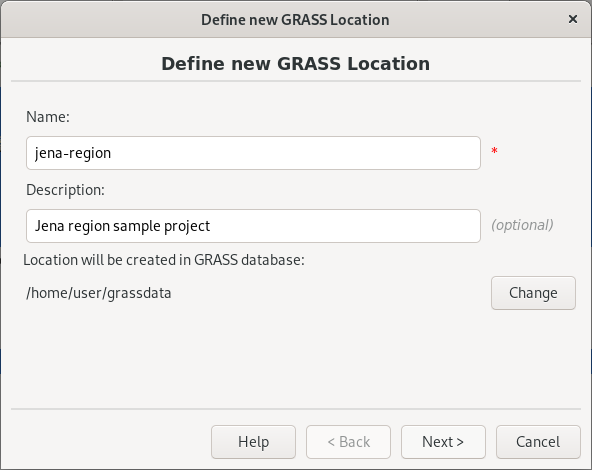 Define new GRASS Location
×
Define new GRASS Location
Name:
jena-region
*
Description:
Jena region sample project
(optional)
Location will be created in GRASS database:
/home/user/grassdata
Change
Help
< Back
Next >
Cancel